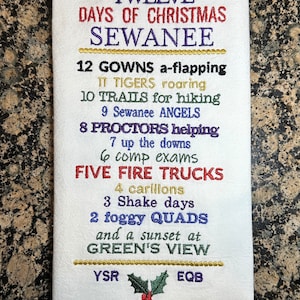 TWELVE
DAYS OF CHRISTMAS
SEWANEE
12 GOWNS a-flapping
11 TIGERS roaring
10 TRAILS for hiking
9 Sewanee ANGELS
8 PROCTORS helping
7 up the downs
6 comp exams
FIVE FIRE TRUCKS
4 carillons
3 Shake days
2 foggy QUADS
and a sunset at
GREEN'S VIEW
YSR EQB